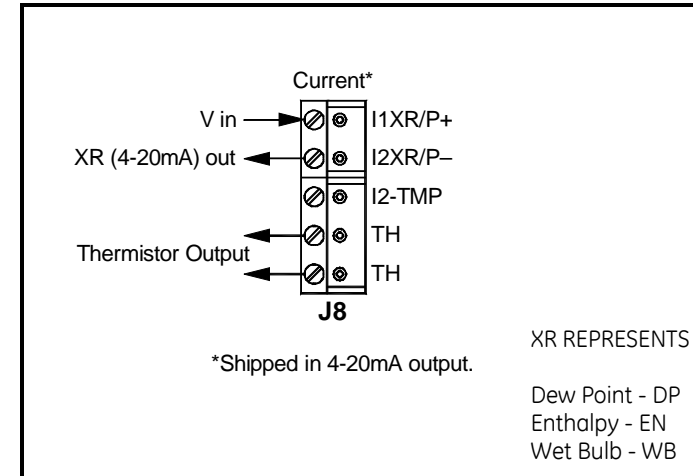 Current*
V in I1XR/P+
XR (4-20mA) out I2XR/P–
I2-TMP
Thermistor Output TH
TH
J8
*Shipped in 4-20mA output.
XR REPRESENTS
Dew Point - DP
Enthalpy - EN
Wet Bulb - WB